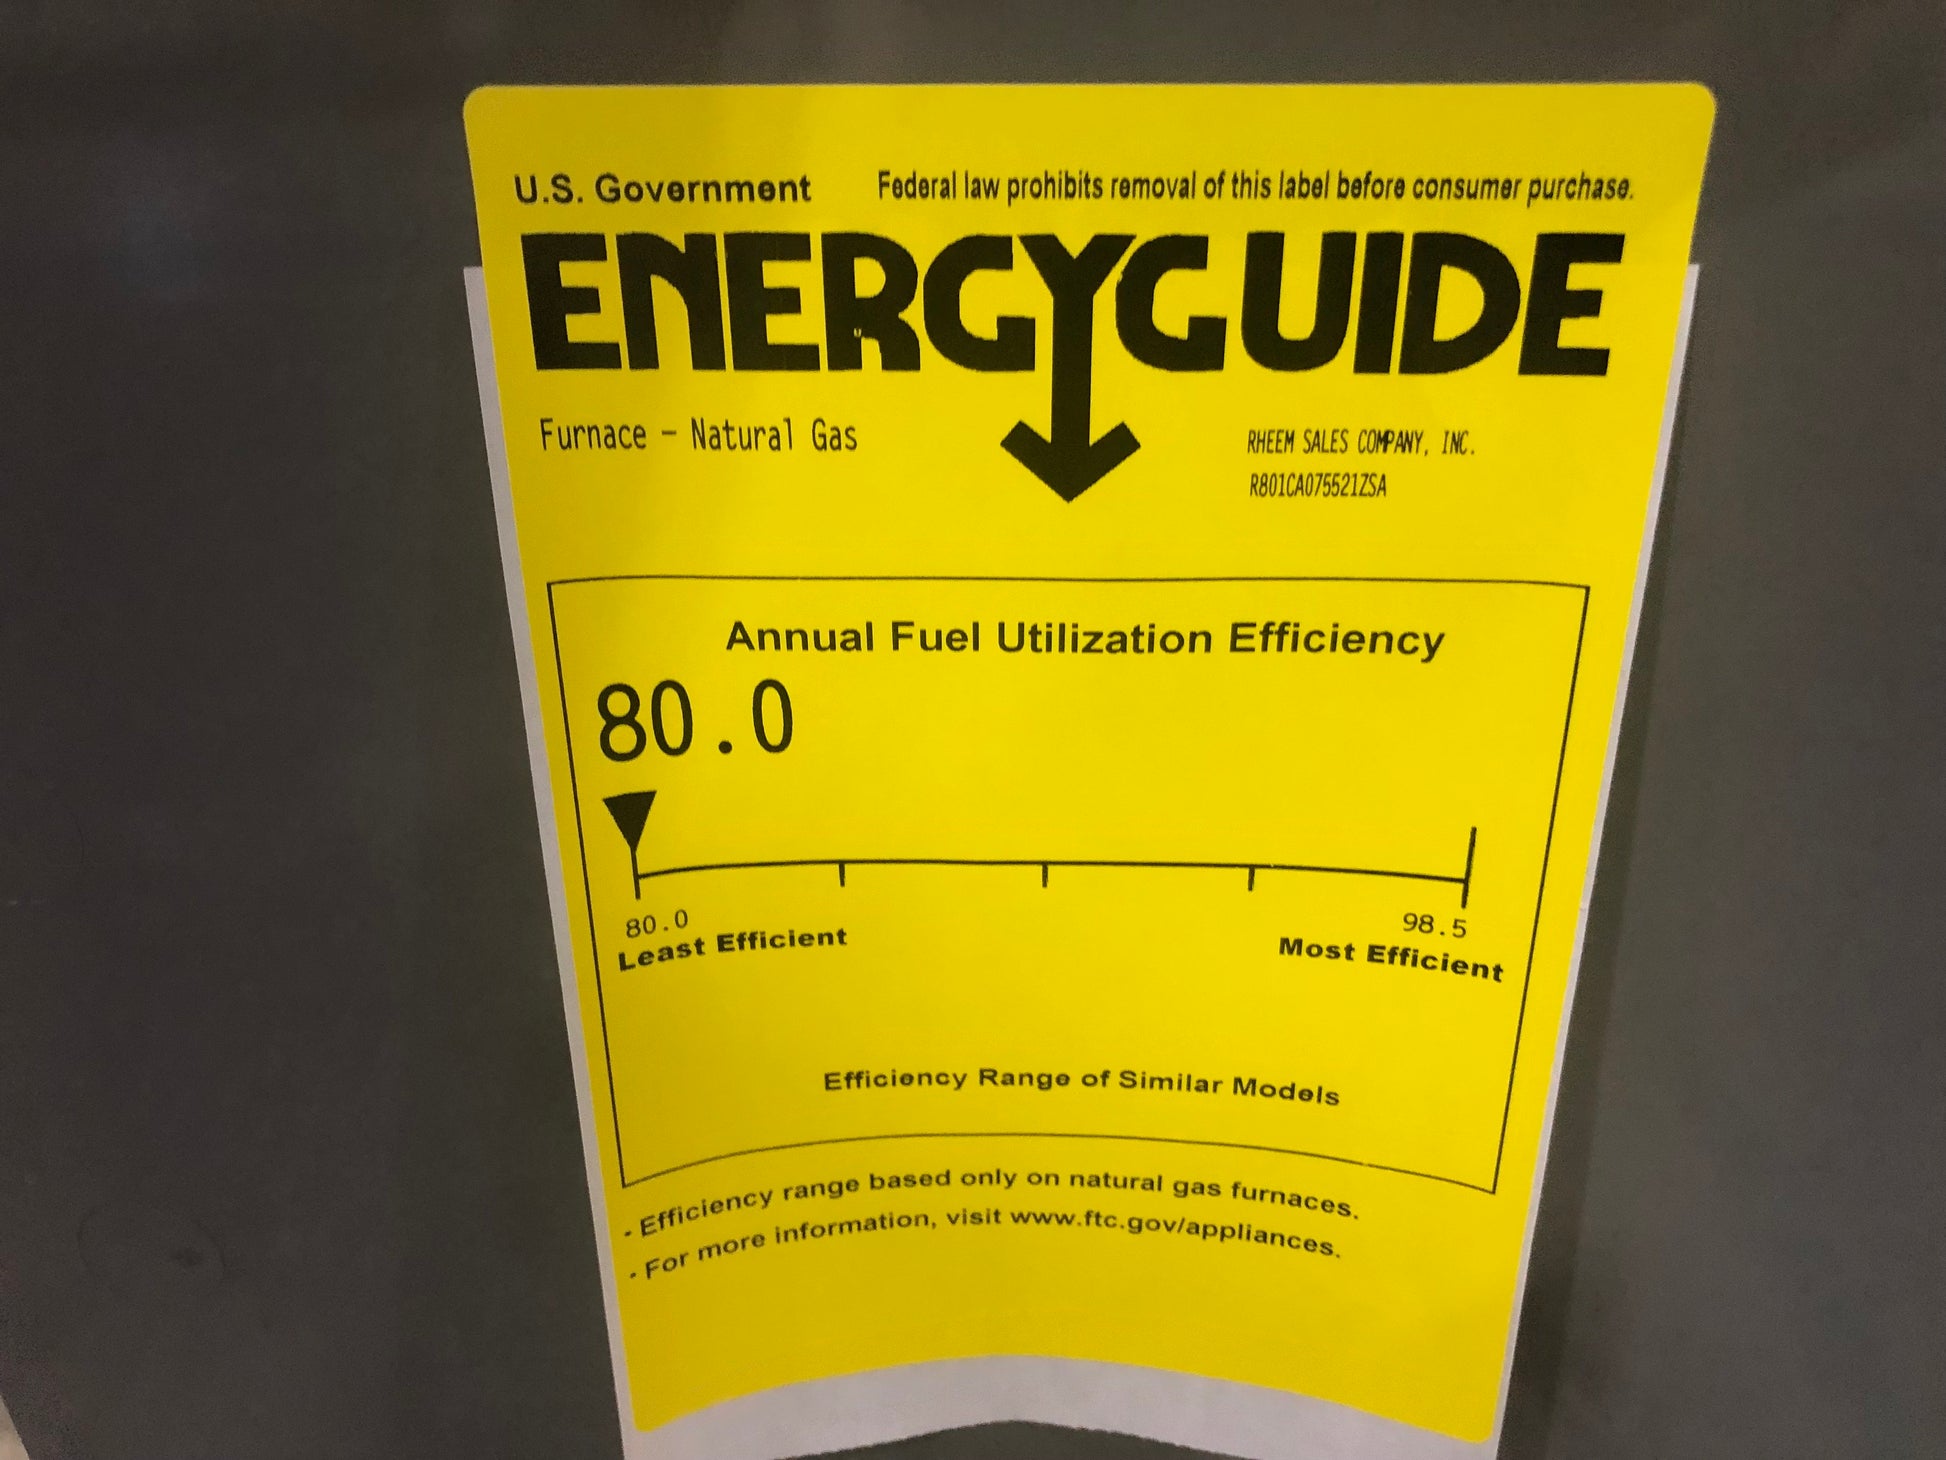 U.S. Government
Federal law prohibits removal of this label before consumer purchase.
ENERGYGUIDE
Furnace – Natural Gas
RHEEM SALES COMPANY, INC.
R801CA075521ZSA
Annual Fuel Utilization Efficiency
80.0
80.0
Least Efficient
98.5
Most Efficient
Efficiency Range of Similar Models
- Efficiency range based only on natural gas furnaces.
- For more information, visit www.ftc.gov/appliances.